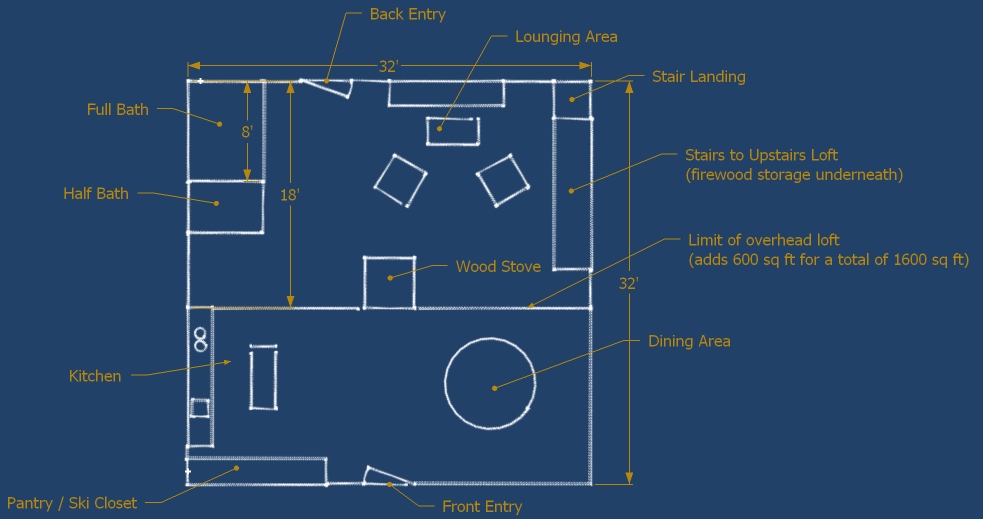 Back Entry
Lounging Area
32'
Stair Landing
Full Bath
8'
Stairs to Upstairs Loft
(firewood storage underneath)
Half Bath
18'
Limit of overhead loft
(adds 600 sq ft for a total of 1600 sq ft)
Wood Stove
32'
Dining Area
Kitchen
Pantry / Ski Closet
Front Entry